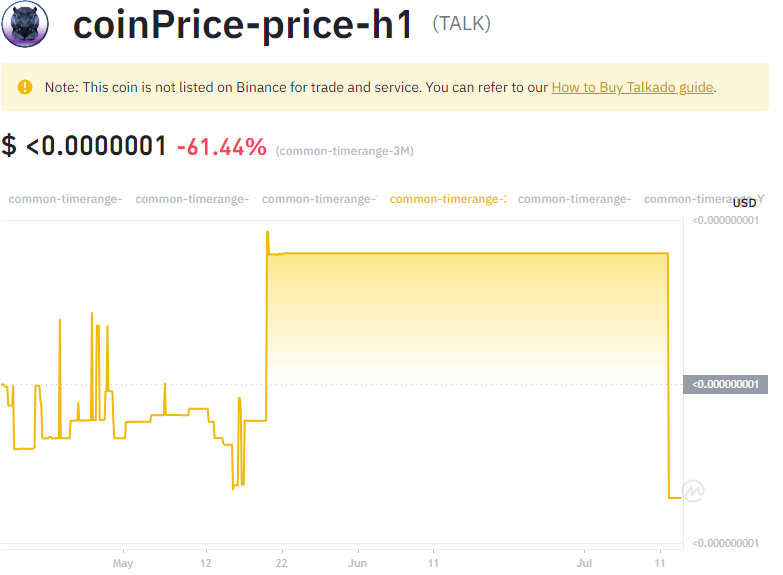 coinPrice-price-h1 (TALK)
Note: This coin is not listed on Binance for trade and service. You can refer to our How to Buy Talkado guide.
$ <0.0000001 -61.44% (common-timerange-3M)
common-timerange- common-timerange- common-timerange- common-timerange- common-timerange- common-timerange-Y
USD
<0.000000001
<0.000000001
<0.000000001
May 12 22 Jun 11 Jul 11